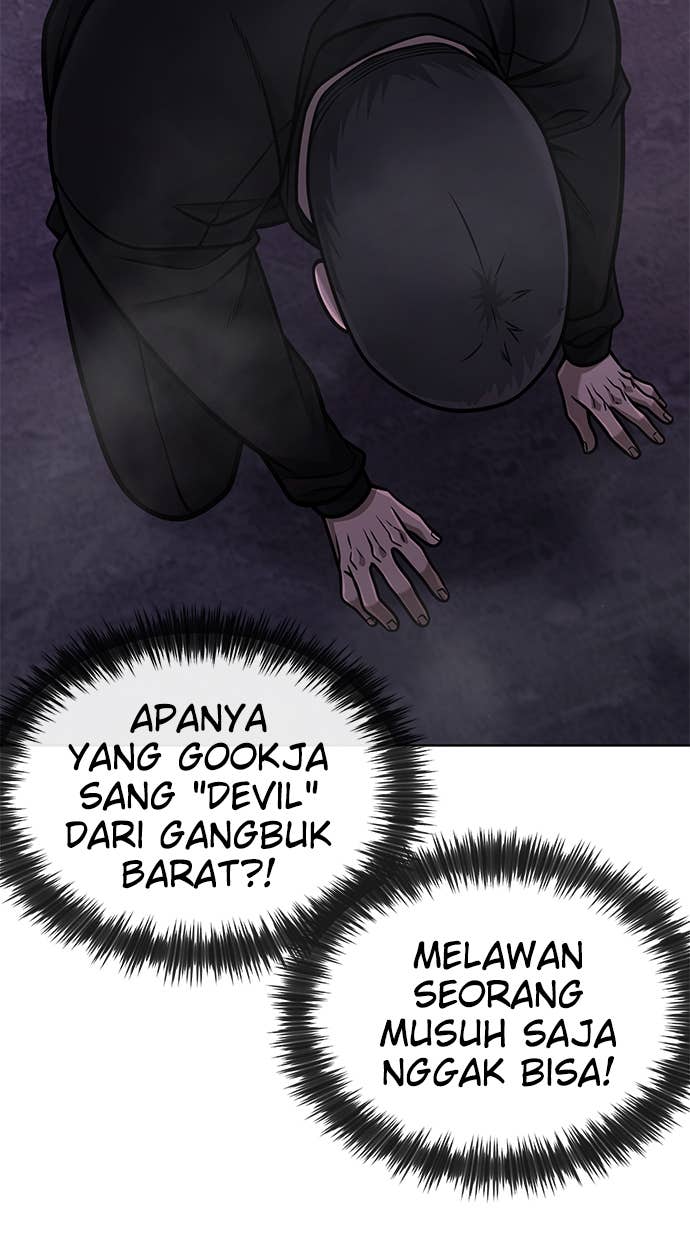 APANYA
YANG GOOKJA
SANG "DEVIL"
DARI GANGBUK
BARAT?!
MELAWAN
SEORANG
MUSUH SAJA
NGGAK BISA!